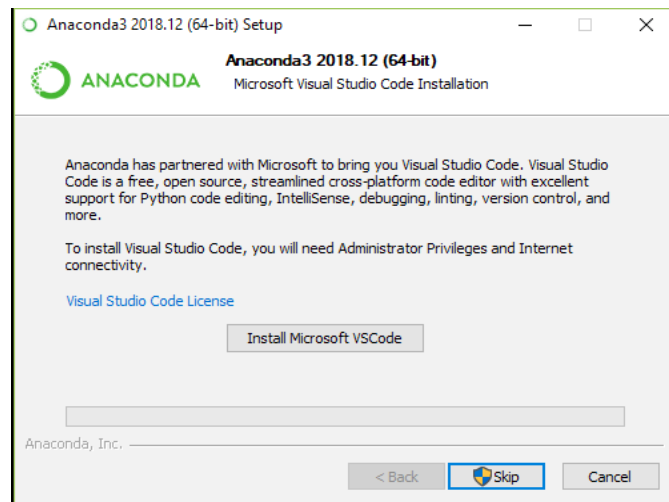 Anaconda3 2018.12 (64-bit) Setup
ANACONDA
Anaconda3 2018.12 (64-bit)
Microsoft Visual Studio Code Installation
Anaconda has partnered with Microsoft to bring you Visual Studio Code. Visual Studio
Code is a free, open source, streamlined cross-platform code editor with excellent
support for Python code editing, IntelliSense, debugging, linting, version control, and
more.
To install Visual Studio Code, you will need Administrator Privileges and Internet
connectivity.
Visual Studio Code License
Install Microsoft VSCode
Anaconda, Inc.
< Back
Skip
Cancel